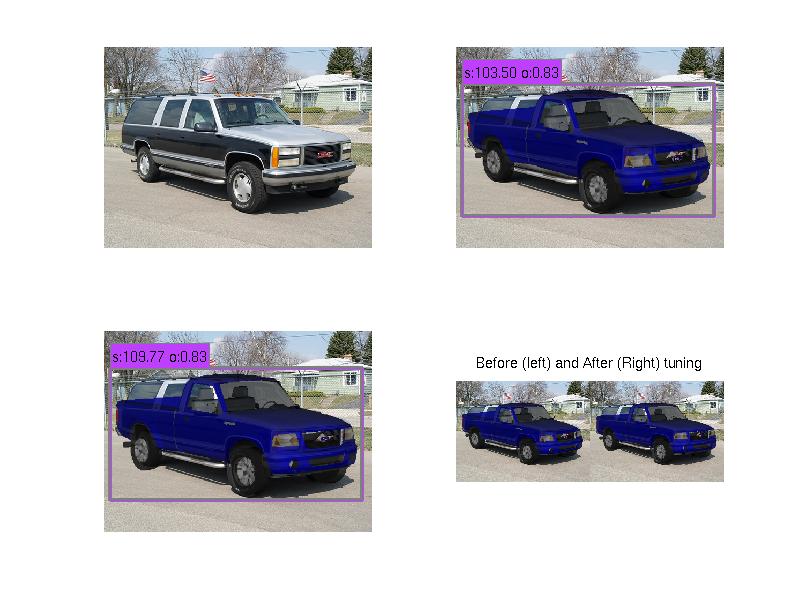 s:103.50 o:0.83
s:109.77 o:0.83
Before (left) and After (Right) tuning